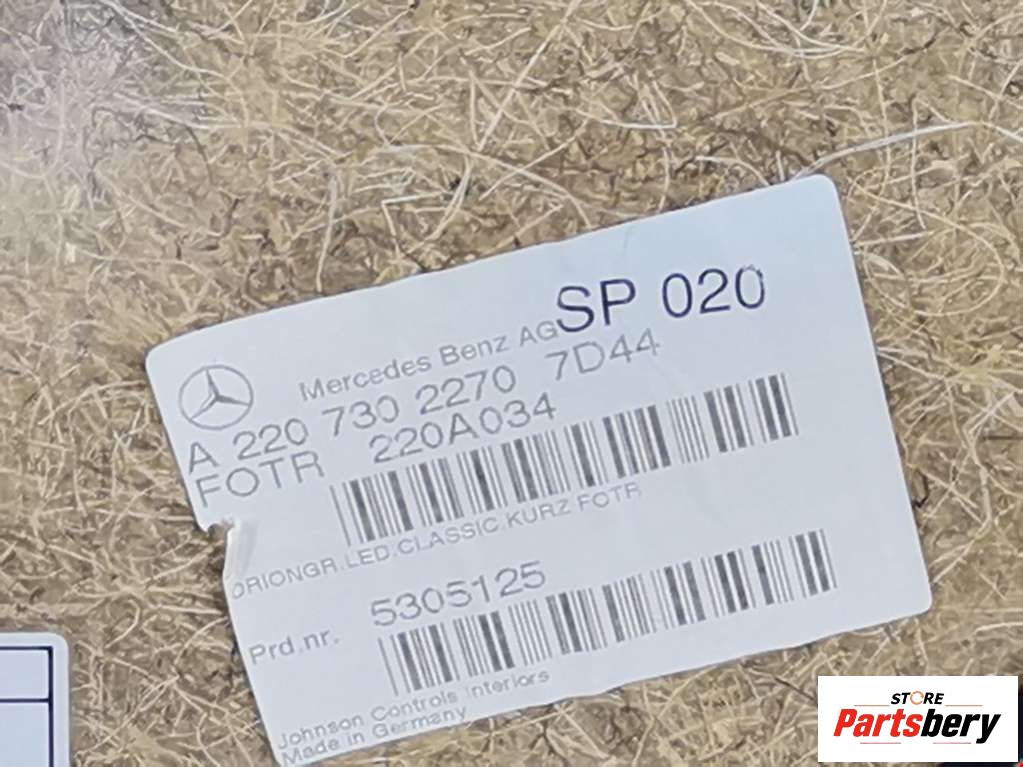 SP 020
Mercedes Benz AG
A 220 730 2270 7D44
FOTR 220A034
ORIONGR.LED.CLASSIC KURZ FOTR
Prd.nr. 5305125
Johnson Controls Interiors
Made in Germany
STORE
Partsbery